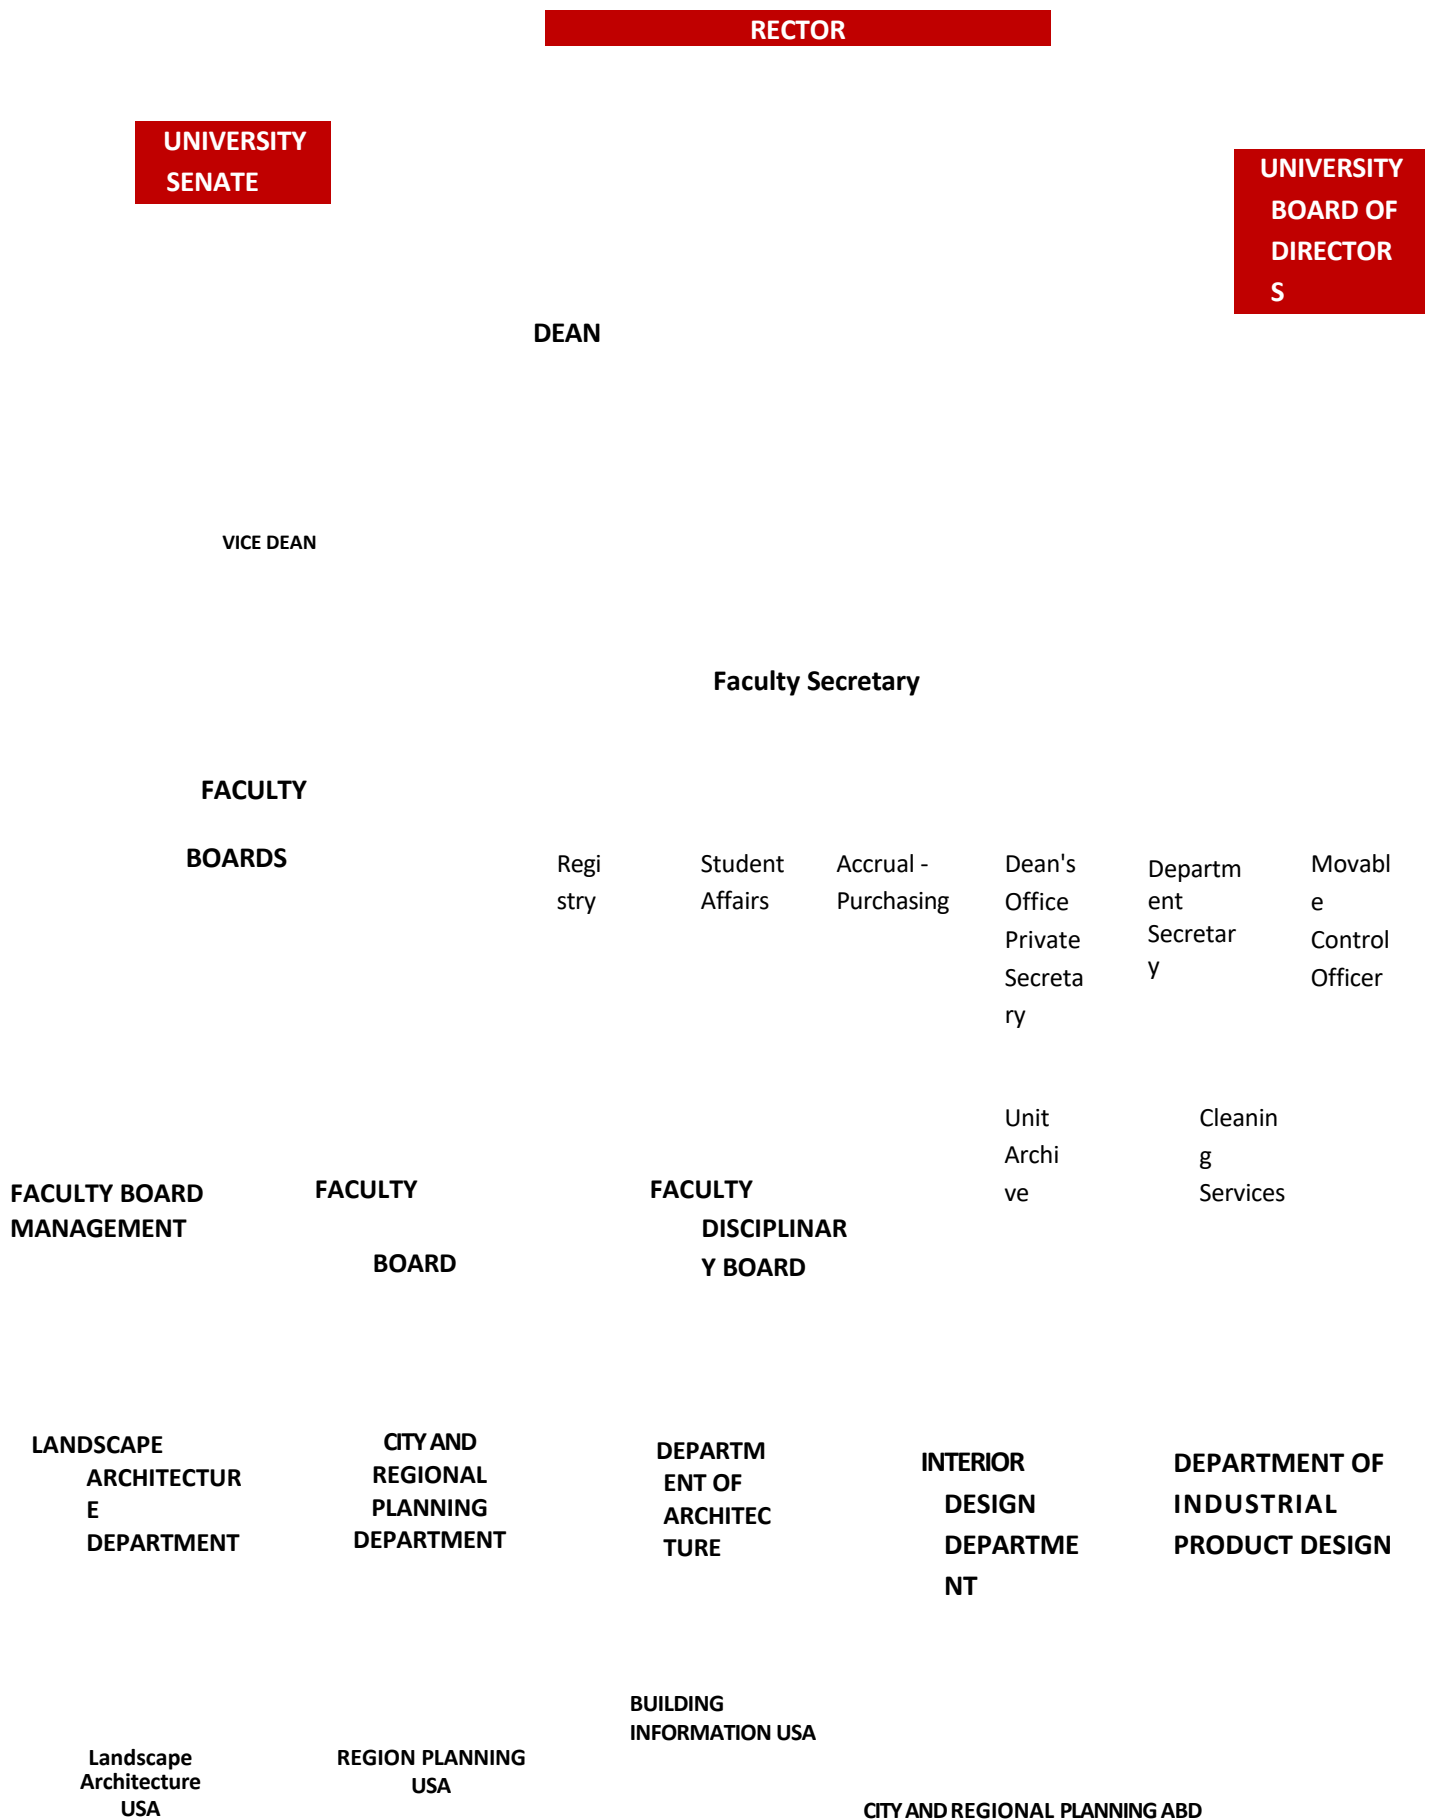 RECTOR
UNIVERSITY
SENATE
UNIVERSITY
BOARD OF
DIRECTOR
S
DEAN
VICE DEAN
Faculty Secretary
FACULTY
BOARDS
Regi
stry
Student
Affairs
Accrual -
Purchasing
Dean's
Office
Private
Secreta
ry
Departm
ent
Secretar
y
Movabl
e
Control
Officer
Unit
Archi
ve
Cleanin
g
Services
FACULTY BOARD
MANAGEMENT
FACULTY
BOARD
FACULTY
DISCIPLINAR
Y BOARD
LANDSCAPE
ARCHITECTUR
E
DEPARTMENT
CITY AND
REGIONAL
PLANNING
DEPARTMENT
DEPARTM
ENT OF
ARCHITEC
TURE
INTERIOR
DESIGN
DEPARTME
NT
DEPARTMENT OF
INDUSTRIAL
PRODUCT DESIGN
Landscape
Architecture
USA
REGION PLANNING
USA
BUILDING
INFORMATION USA
CITY AND REGIONAL PLANNING ABD